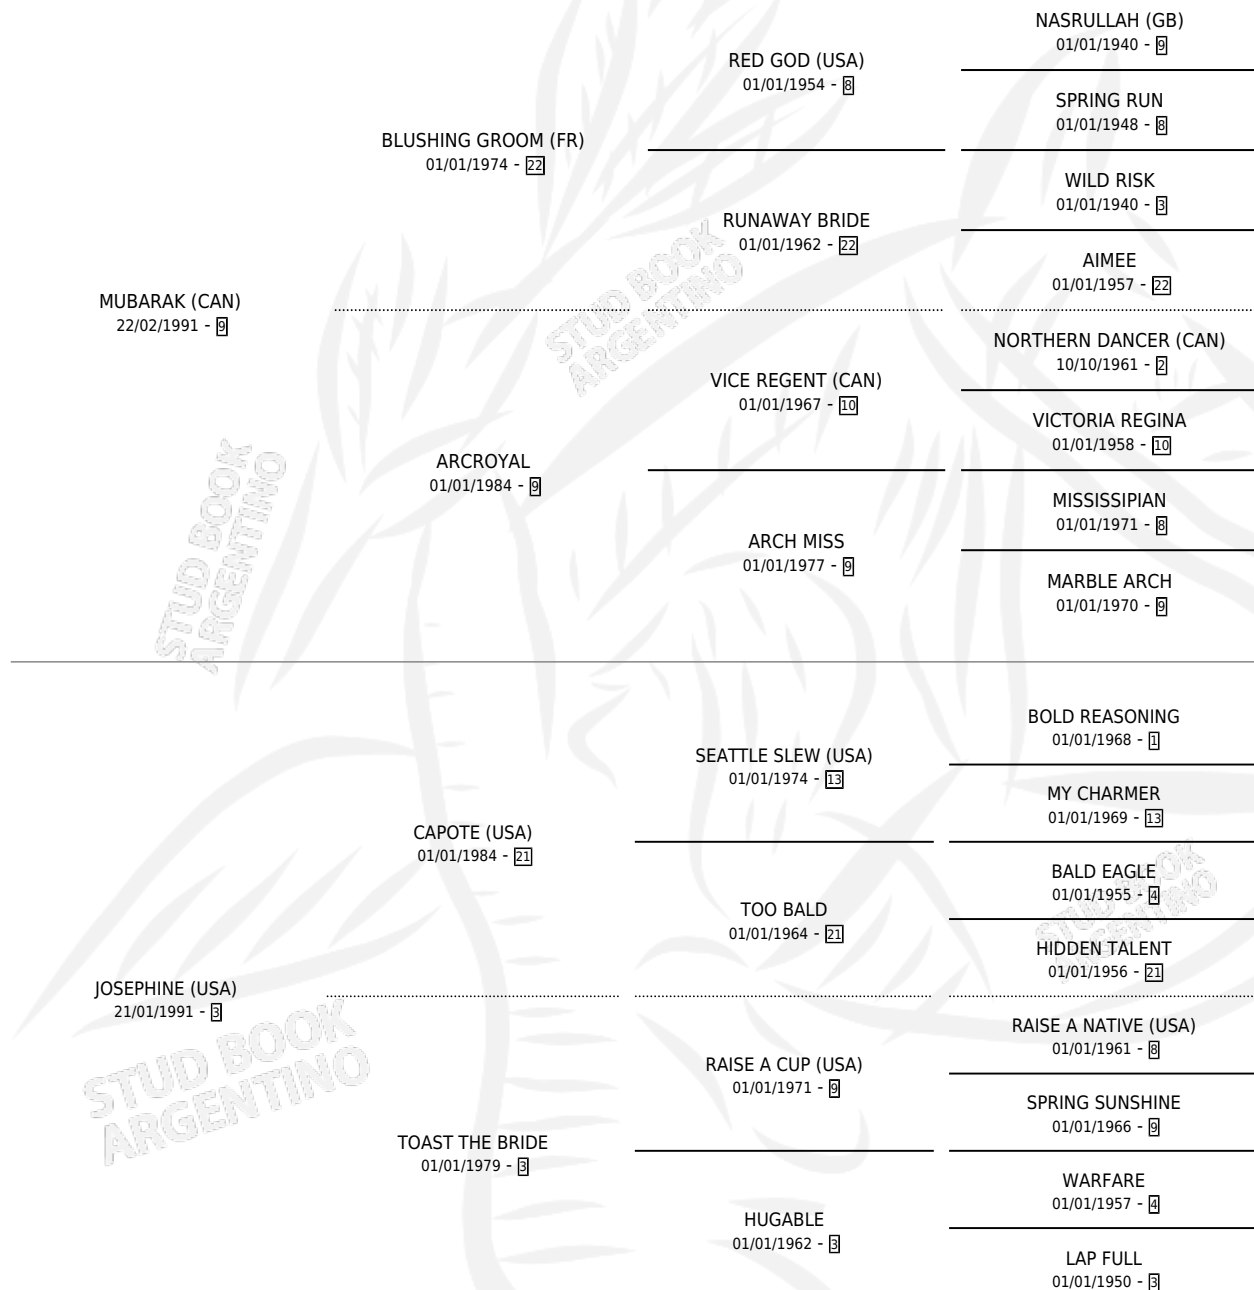 NASRULLAH (GB)
01/01/1940 - 9
RED GOD (USA)
01/01/1954 - 8
SPRING RUN
01/01/1948 - 8
BLUSHING GROOM (FR)
01/01/1974 - 22
WILD RISK
01/01/1940 - 3
RUNAWAY BRIDE
01/01/1962 - 22
AIMEE
01/01/1957 - 22
MUBARAK (CAN)
22/02/1991 - 9
NORTHERN DANCER (CAN)
10/10/1961 - 2
VICE REGENT (CAN)
01/01/1967 - 10
VICTORIA REGINA
01/01/1958 - 10
ARCROYAL
01/01/1984 - 9
MISSISSIPIAN
01/01/1971 - 8
ARCH MISS
01/01/1977 - 9
MARBLE ARCH
01/01/1970 - 9
STUD BOOK
ARGENTINO
STUD BOOK
ARGENTINO
BOLD REASONING
01/01/1968 - 1
SEATTLE SLEW (USA)
01/01/1974 - 13
MY CHARMER
01/01/1969 - 13
CAPOTE (USA)
01/01/1984 - 21
BALD EAGLE
01/01/1955 - 4
TOO BALD
01/01/1964 - 21
HIDDEN TALENT
01/01/1956 - 21
STUD BOOK
ARGENTINO
JOSEPHINE (USA)
21/01/1991 - 3
RAISE A NATIVE (USA)
01/01/1961 - 8
RAISE A CUP (USA)
01/01/1971 - 9
SPRING SUNSHINE
01/01/1966 - 9
STUD BOOK
ARGENTINO
TOAST THE BRIDE
01/01/1979 - 3
WARFARE
01/01/1957 - 4
HUGABLE
01/01/1962 - 3
LAP FULL
01/01/1950 - 3